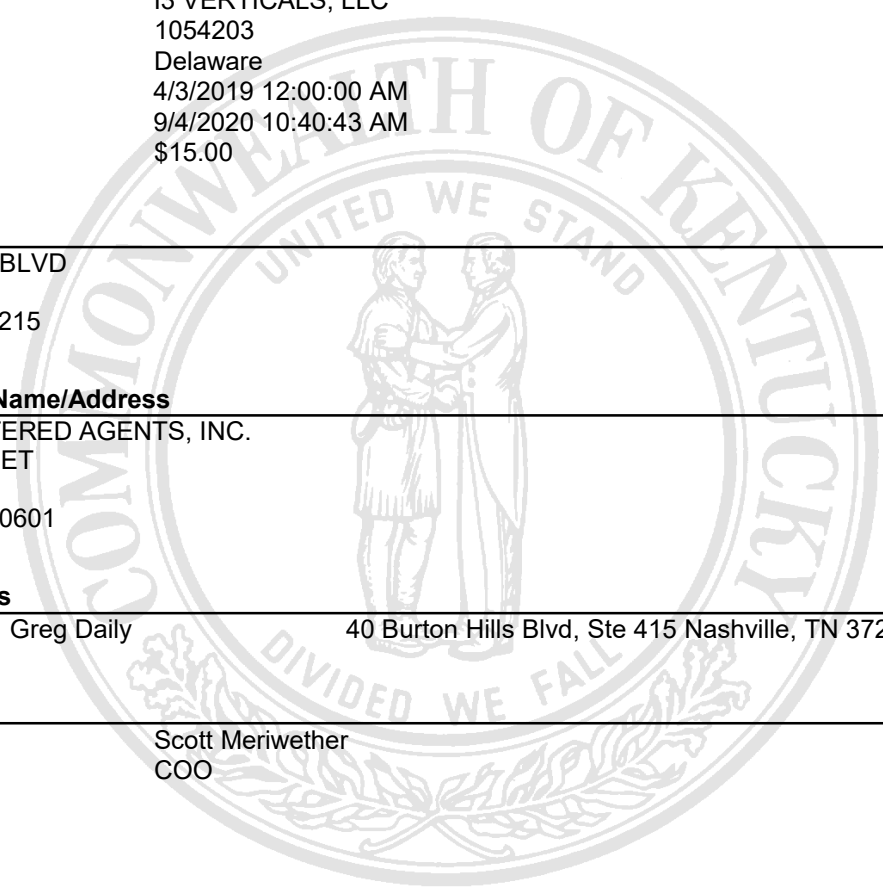 I3 VERTICALS, LLC
1054203
Delaware
4/3/2019 12:00:00 AM
9/4/2020 10:40:43 AM
$15.00
COMMONWEALTH OF KENTUCKY
UNITED WE STAND
BLVD
215
Name/Address
ERED AGENTS, INC.
ET
0601
s
Greg Daily 40 Burton Hills Blvd, Ste 415 Nashville, TN 372
DIVIDED WE FALL
Scott Meriwether
COO